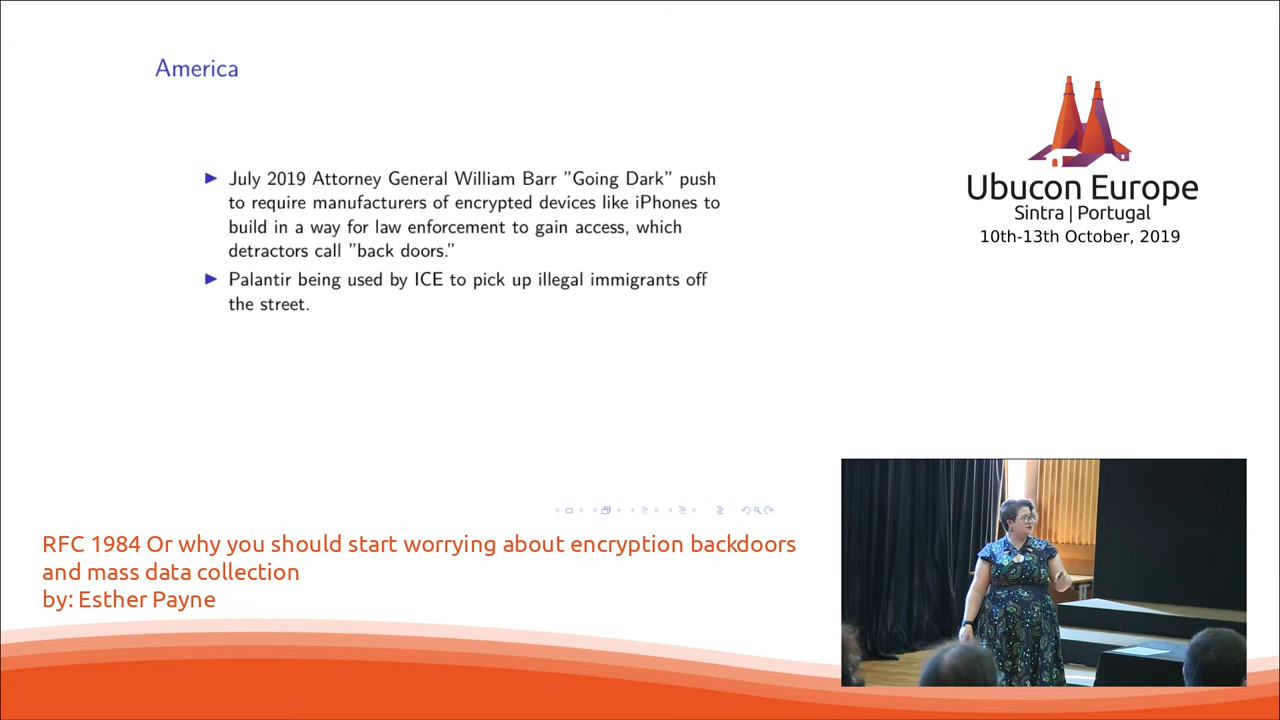 America
July 2019 Attorney General William Barr ”Going Dark” push
to require manufacturers of encrypted devices like iPhones to
build in a way for law enforcement to gain access, which
detractors call ”back doors.”
Palantir being used by ICE to pick up illegal immigrants off
the street.
Ubucon Europe
Sintra | Portugal
10th-13th October, 2019
RFC 1984 Or why you should start worrying about encryption backdoors
and mass data collection
by: Esther Payne